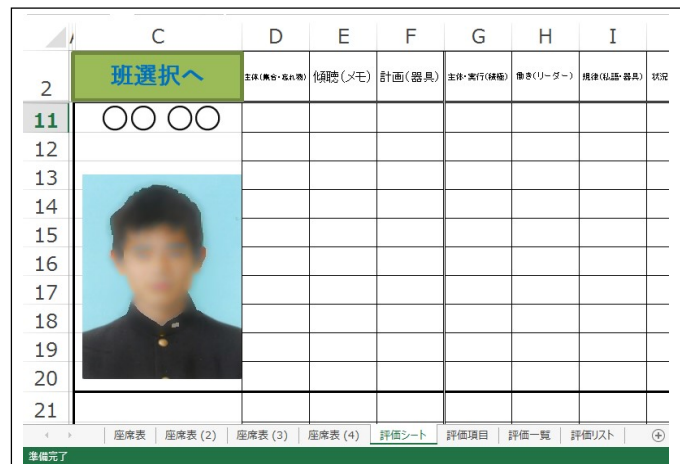 C D E F G H I
2 班選択へ 主体(集合・忘れ物) 傾聴(メモ) 計画(器具) 主体・実行(積極)働き(リーダー) 規律(私語・器具) 状況
11 〇〇 〇〇
12
13
14
15
16
17
18
19
20
21
座席表 座席表 (2) 座席表 (3) 座席表 (4) 評価シート 評価項目 評価一覧 評価リスト
準備完了